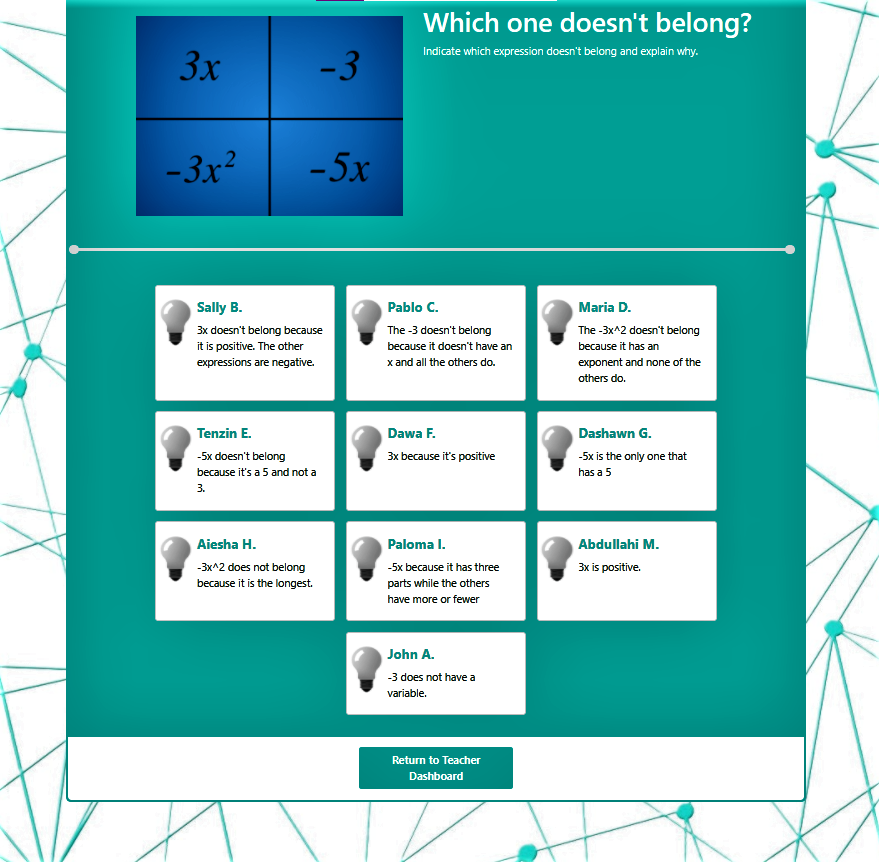 Which one doesn't belong?
Indicate which expression doesn't belong and explain why.
3x
-3
-3x²
-5x
Sally B.
3x doesn't belong because
it is positive. The other
expressions are negative.
Pablo C.
The -3 doesn't belong
because it doesn't have an
x and all the others do.
Maria D.
The -3x^2 doesn't belong
because it has an
exponent and none of the
others do.
Tenzin E.
-5x doesn't belong
because it's a 5 and not a
3.
Dawa F.
3x because it's positive
Dashawn G.
-5x is the only one that
has a 5
Aiesha H.
-3x^2 does not belong
because it is the longest.
Paloma I.
-5x because it has three
parts while the others
have more or fewer
Abdullahi M.
3x is positive.
John A.
-3 does not have a
variable.
Return to Teacher
Dashboard